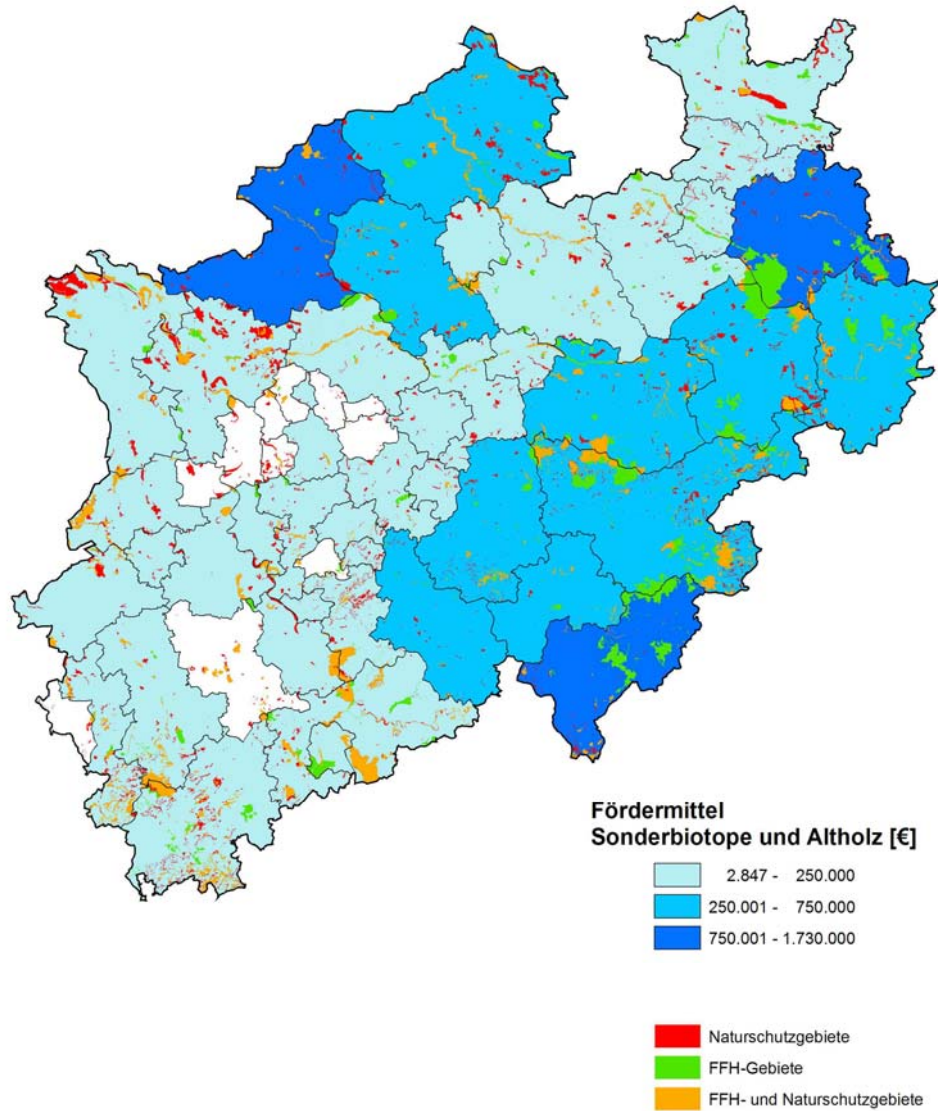 Fördermittel
Sonderbiotope und Altholz [€]
2.847 - 250.000
250.001 - 750.000
750.001 - 1.730.000
Naturschutzgebiete
FFH-Gebiete
FFH- und Naturschutzgebiete